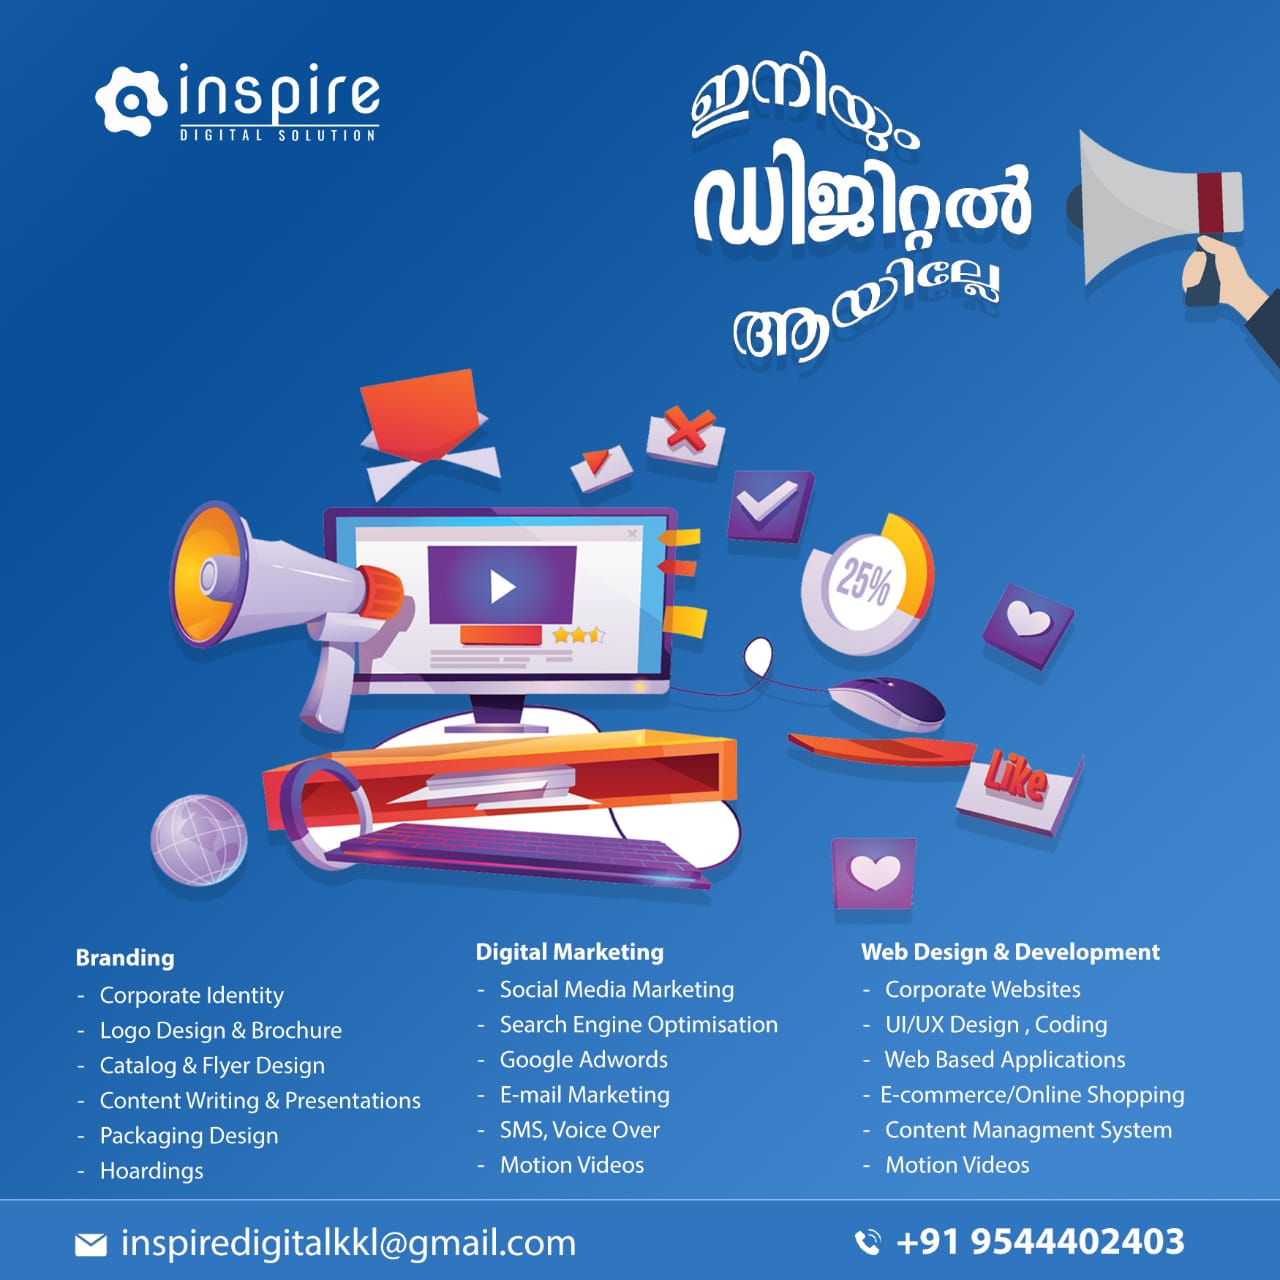 inspire
DIGITAL SOLUTION
ഇനിയും
ഡിജിറ്റൽ
ആയില്ലേ
25%
Like
Branding
- Corporate Identity
- Logo Design & Brochure
- Catalog & Flyer Design
- Content Writing & Presentations
- Packaging Design
- Hoardings
Digital Marketing
- Social Media Marketing
- Search Engine Optimisation
- Google Adwords
- E-mail Marketing
- SMS, Voice Over
- Motion Videos
Web Design & Development
- Corporate Websites
- UI/UX Design , Coding
- Web Based Applications
- E-commerce/Online Shopping
- Content Managment System
- Motion Videos
inspiredigitalkkl@gmail.com
+91 9544402403